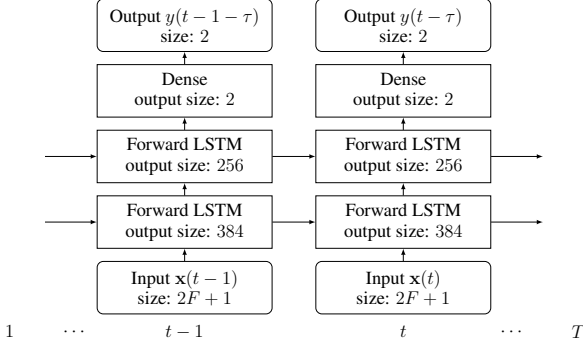 Output y(t − 1 − τ)
size: 2
Output y(t − τ)
size: 2
Dense
output size: 2
Dense
output size: 2
Forward LSTM
output size: 256
Forward LSTM
output size: 256
Forward LSTM
output size: 384
Forward LSTM
output size: 384
Input x(t − 1)
size: 2F + 1
Input x(t)
size: 2F + 1
1 ··· t − 1 t ··· T